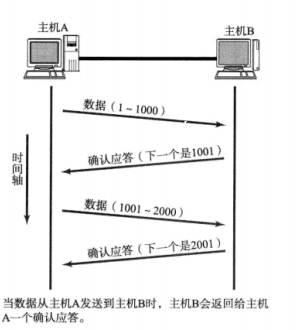 主机A
主机B
数据（1～1000）
确认应答（下一个是1001）
时间轴
数据（1001～2000）
确认应答（下一个是2001）
当数据从主机A发送到主机B时，主机B会返回给主机
A一个确认应答。